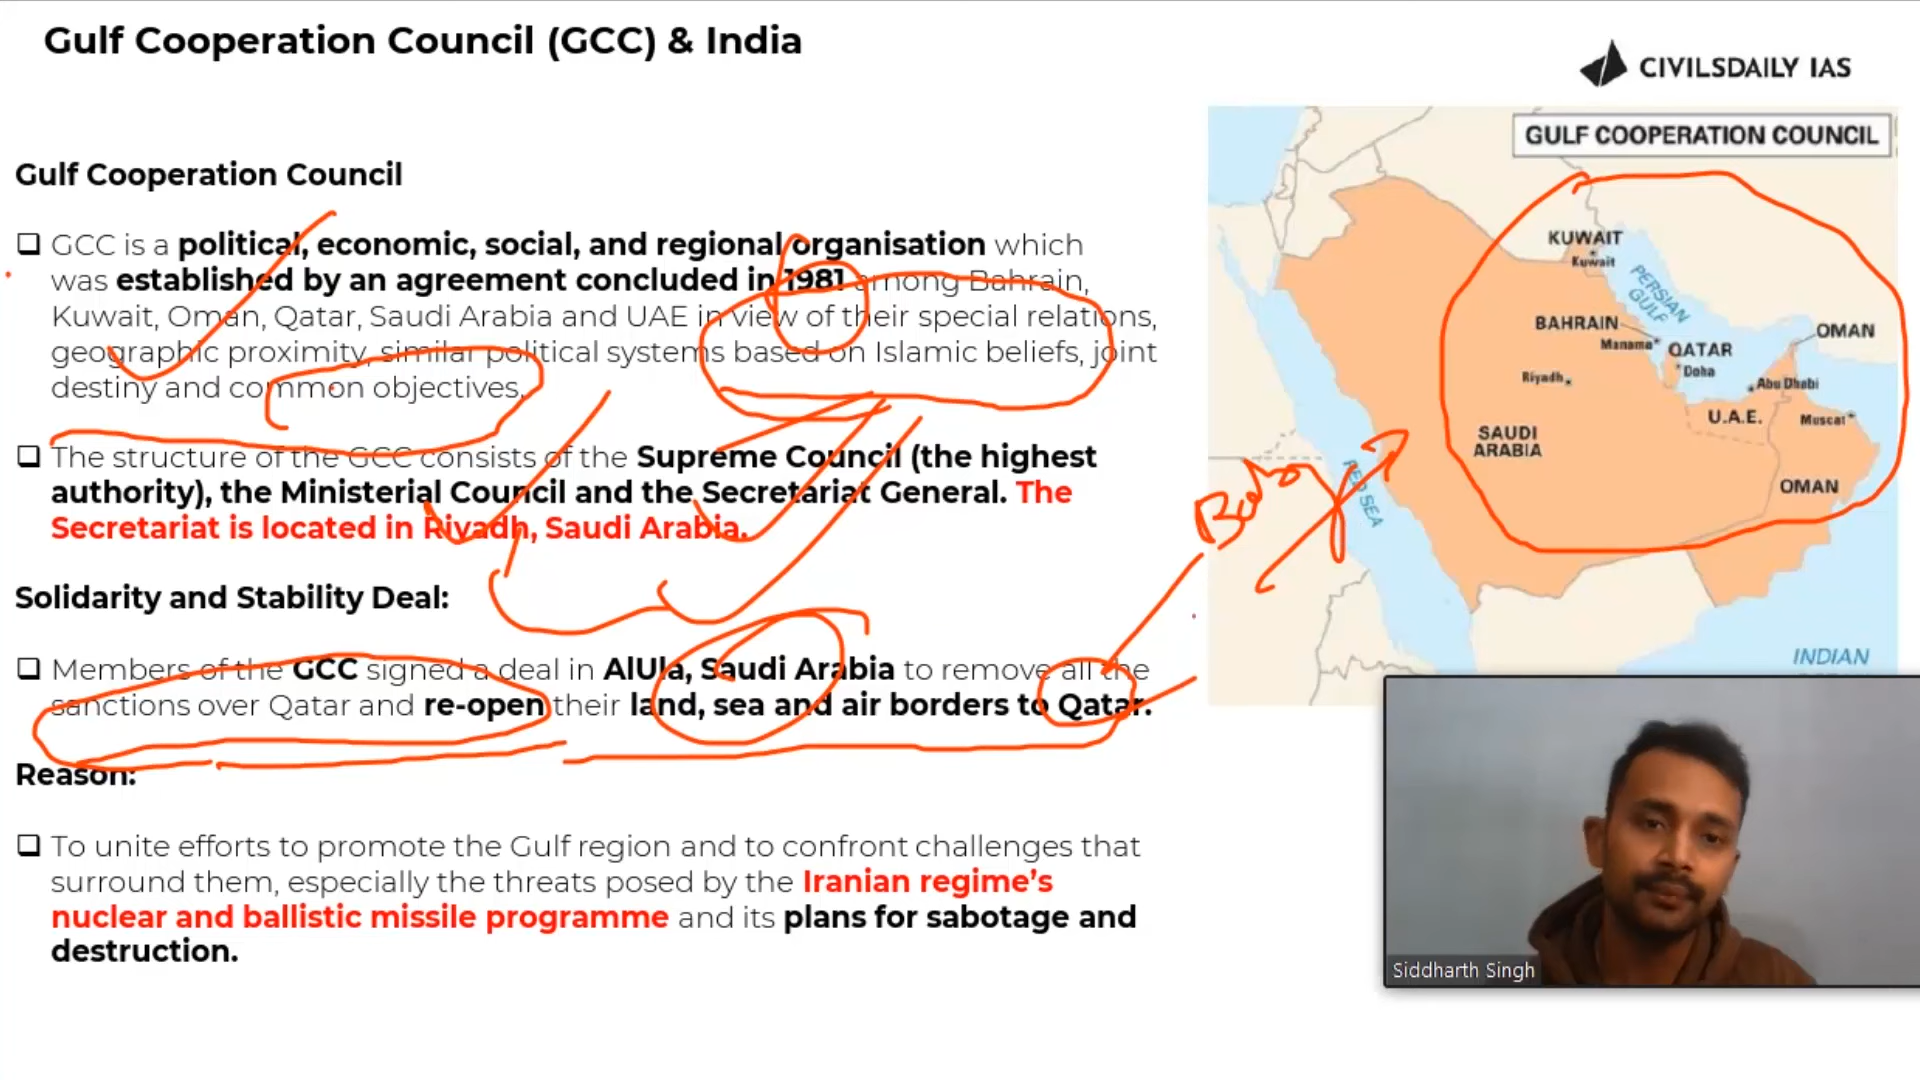 Gulf Cooperation Council (GCC) & India
CIVILSDAILY IAS
Gulf Cooperation Council
GCC is a political, economic, social, and regional organisation which
was established by an agreement concluded in 1981 among Bahrain,
Kuwait, Oman, Qatar, Saudi Arabia and UAE in view of their special relations,
geographic proximity, similar political systems based on Islamic beliefs, joint
destiny and common objectives.
The structure of the GCC consists of the Supreme Council (the highest
authority), the Ministerial Council and the Secretariat General. The
Secretariat is located in Riyadh, Saudi Arabia.
Solidarity and Stability Deal:
Members of the GCC signed a deal in AlUla, Saudi Arabia to remove all the
sanctions over Qatar and re-open their land, sea and air borders to Qatar.
Reason:
To unite efforts to promote the Gulf region and to confront challenges that
surround them, especially the threats posed by the Iranian regime’s
nuclear and ballistic missile programme and its plans for sabotage and
destruction.
GULF COOPERATION COUNCIL
KUWAIT
Kuwait
PERSIAN
GULF
BAHRAIN
Manama
QATAR
Doha
OMAN
Riyadh
Abu Dhabi
U.A.E.
Muscat
SAUDI
ARABIA
OMAN
RED SEA
INDIAN
Siddharth Singh